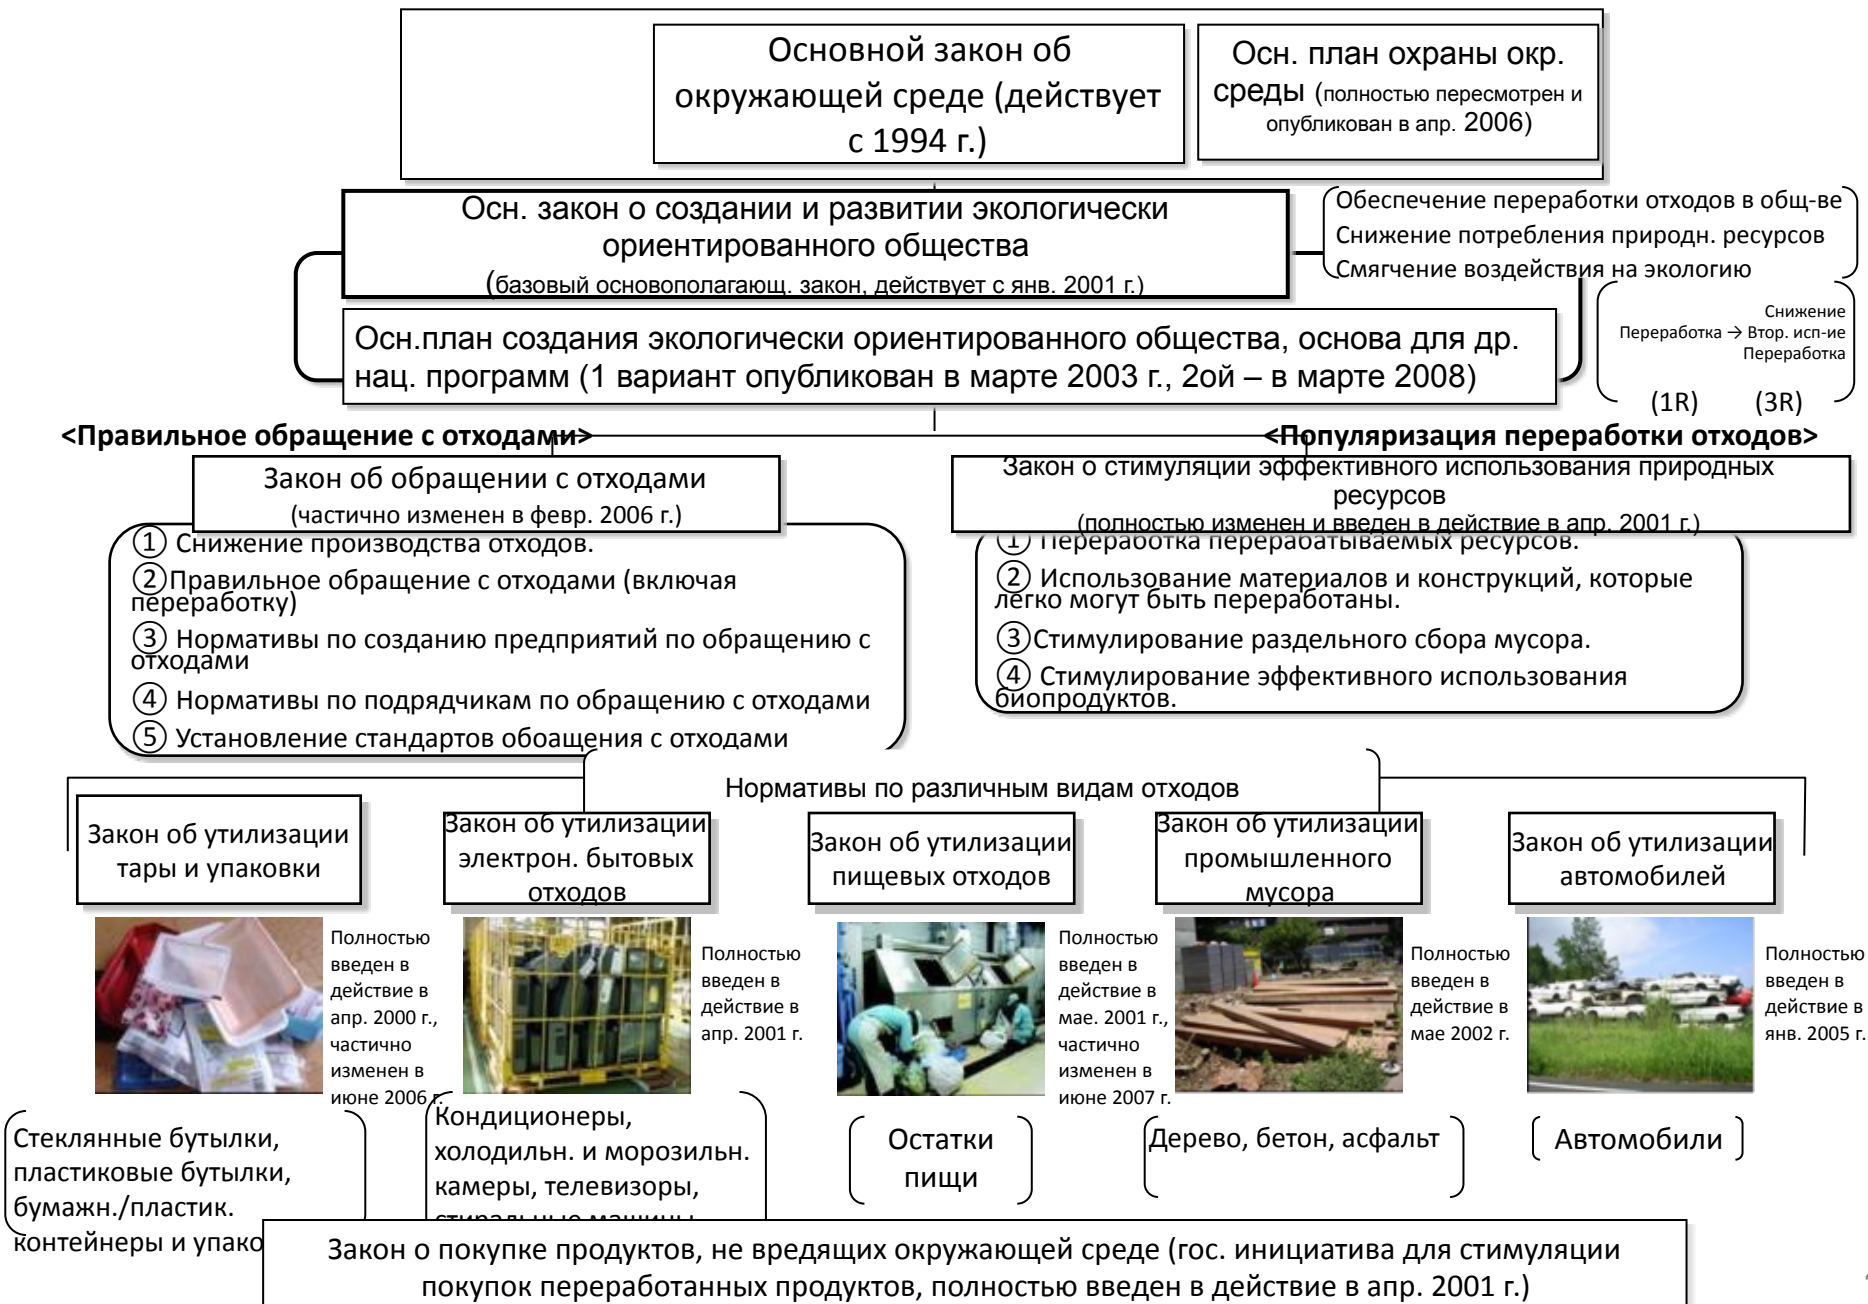 Основной закон об
окружающей среде (действует
с 1994 г.)
Осн. план охраны окр.
среды (полностью пересмотрен и
опубликован в апр. 2006)
Осн. закон о создании и развитии экологически
ориентированного общества
(базовый основополагающ. закон, действует с янв. 2001 г.)
Обеспечение переработки отходов в общ-ве
Снижение потребления природн. ресурсов
Смягчение воздействия на экологию
Осн.план создания экологически ориентированного общества, основа для др.
нац. программ (1 вариант опубликован в марте 2003 г., 2ой – в марте 2008)
Снижение
Переработка → Втор. исп-ие
Переработка
(1R) (3R)
<Правильное обращение с отходами>
<Популяризация переработки отходов>
Закон об обращении с отходами
(частично изменен в февр. 2006 г.)
① Снижение производства отходов.
②Правильное обращение с отходами (включая
переработку)
③ Нормативы по созданию предприятий по обращению с
отходами
④ Нормативы по подрядчикам по обращению с отходами
⑤ Установление стандартов обоащения с отходами
Закон о стимуляции эффективного использования природных
ресурсов
(полностью изменен и введен в действие в апр. 2001 г.)
① Переработка перерабатываемых ресурсов.
② Использование материалов и конструкций, которые
легко могут быть переработаны.
③Стимулирование раздельного сбора мусора.
④ Стимулирование эффективного использования
биопродуктов.
Нормативы по различным видам отходов
Закон об утилизации
тары и упаковки
Закон об утилизации
электрон. бытовых
отходов
Закон об утилизации
пищевых отходов
Закон об утилизации
промышленного
мусора
Закон об утилизации
автомобилей
Полностью
введен в
действие в
апр. 2000 г.,
частично
изменен в
июне 2006 г.
Полностью
введен в
действие в
апр. 2001 г.
Полностью
введен в
действие в
мае. 2001 г.,
частично
изменен в
июне 2007 г.
Полностью
введен в
действие в
мае 2002 г.
Полностью
введен в
действие в
янв. 2005 г.
Стеклянные бутылки,
пластиковые бутылки,
бумажн./пластик.
контейнеры и упако
Кондиционеры,
холодильн. и морозильн.
камеры, телевизоры,
стиральные машины
Остатки
пищи
Дерево, бетон, асфальт
Автомобили
Закон о покупке продуктов, не вредящих окружающей среде (гос. инициатива для стимуляции
покупок переработанных продуктов, полностью введен в действие в апр. 2001 г.)